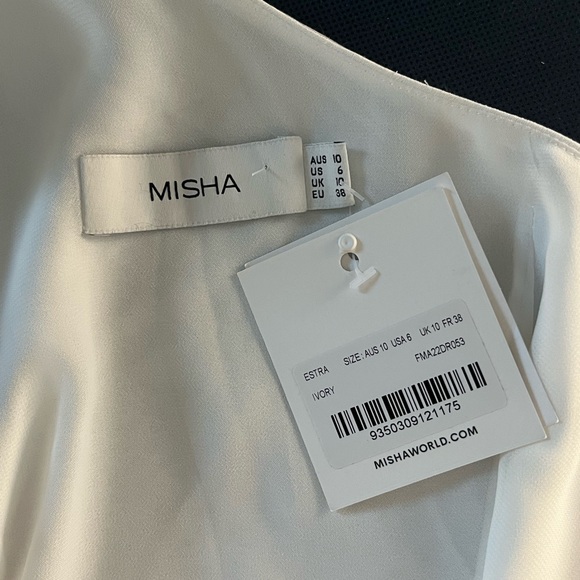 MISHA
AUS 10
US 6
UK 10
EU 38
ESTRA SIZE: AUS 10 USA 6 UK 10 FR 38
IVORY FMA22DR053
9350309121175
MISHAWORLD.COM